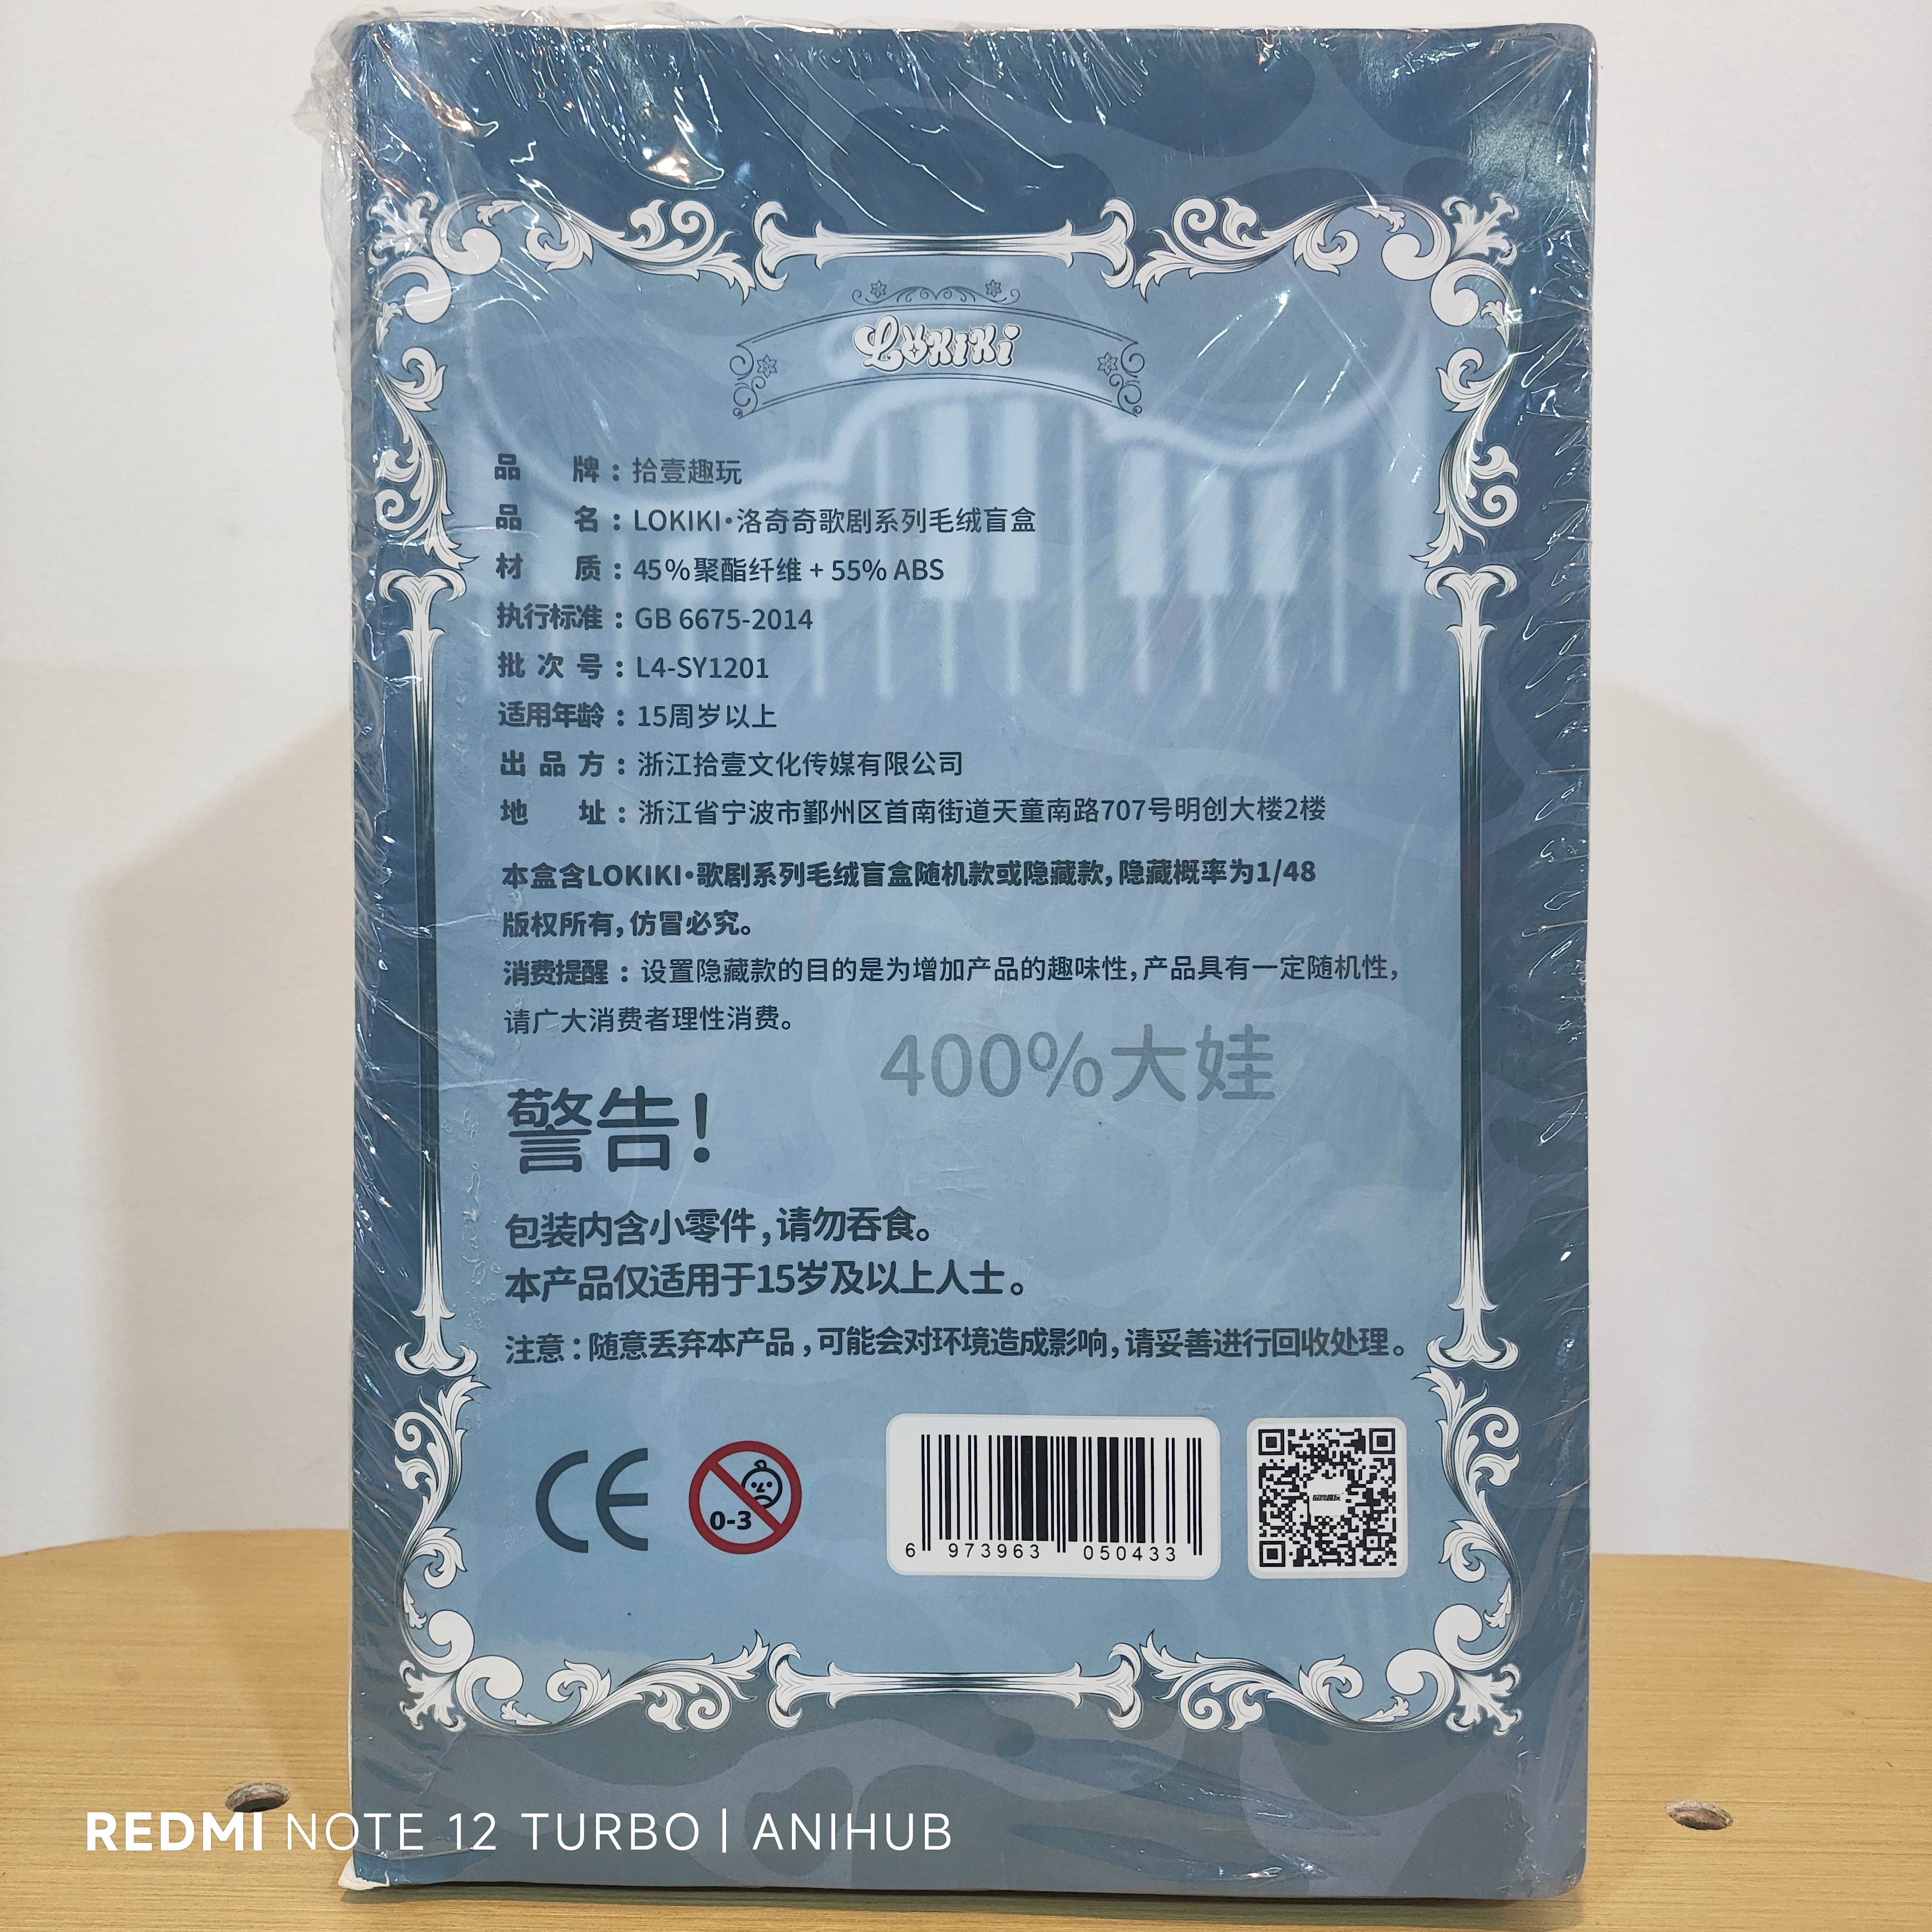 LOKIKI
品 牌：拾壹趣玩
品 名：LOKIKI·洛奇奇歌剧系列毛绒盲盒
材 质：45%聚酯纤维 + 55% ABS
执行标准：GB 6675-2014
批 次 号：L4-SY1201
适用年龄：15周岁以上
出 品 方：浙江拾壹文化传媒有限公司
地 址：浙江省宁波市鄞州区首南街道天童南路707号明创大楼2楼
本盒含LOKIKI·歌剧系列毛绒盲盒随机款或隐藏款，隐藏概率为1/48
版权所有，仿冒必究。
消费提醒：设置隐藏款的目的是为增加产品的趣味性，产品具有一定随机性，
请广大消费者理性消费。
400%大娃
警告!
包装内含小零件，请勿吞食。
本产品仅适用于15岁及以上人士。
注意：随意丢弃本产品，可能会对环境造成影响，请妥善进行回收处理。
CE
0-3
6 973963 050433
REDMI NOTE 12 TURBO | ANIHUB